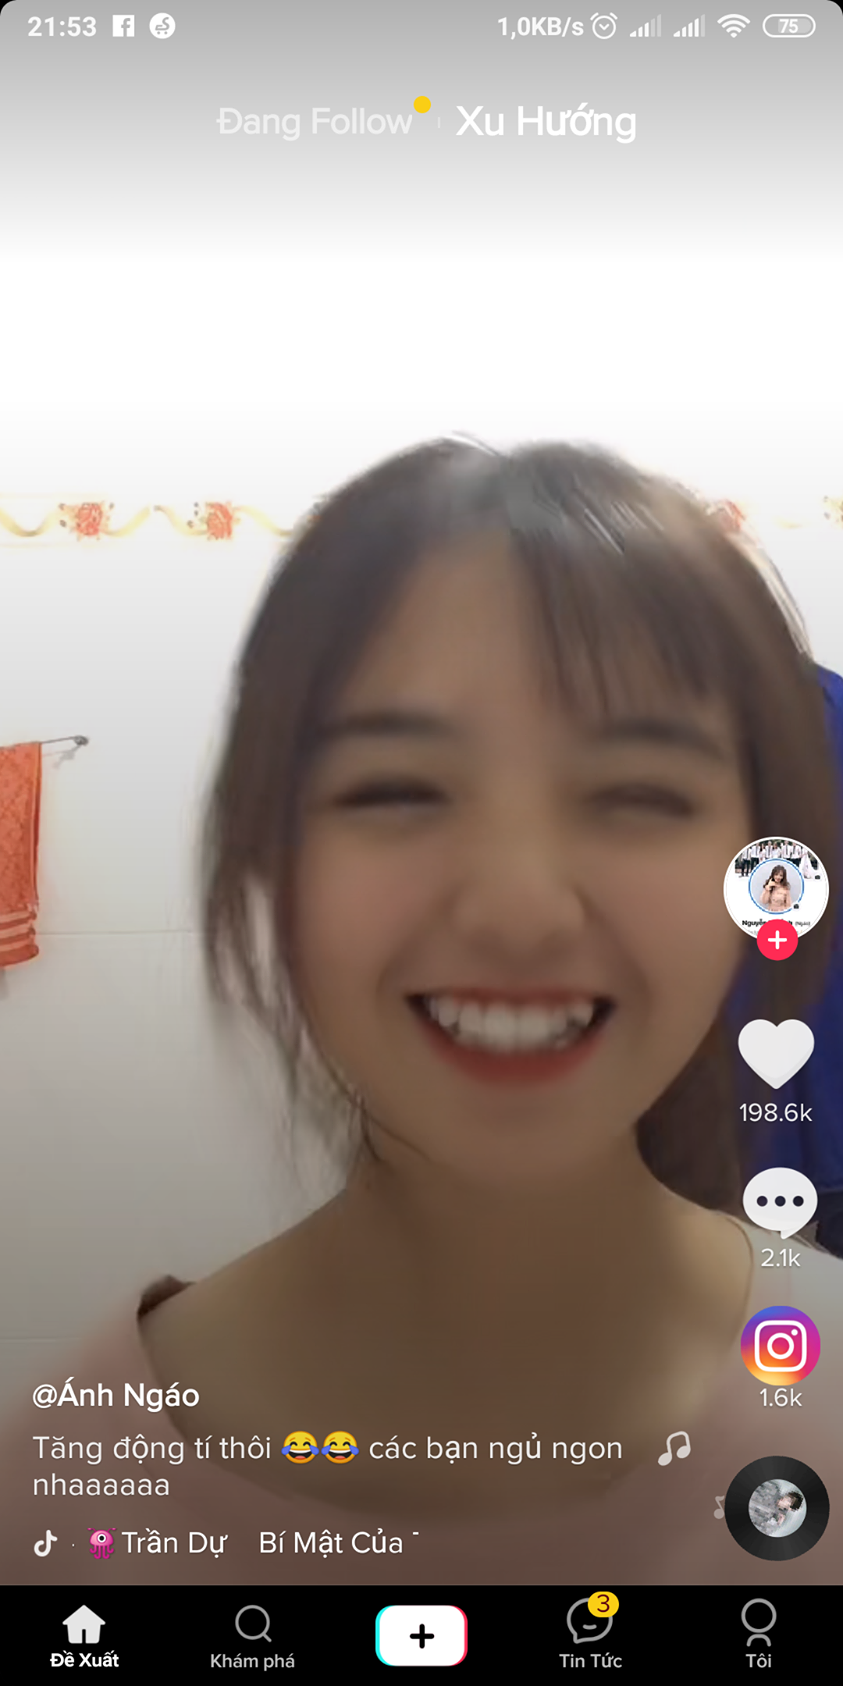 21:53 1,0KB/s 75
Đang Follow Xu Hướng
198.6k
2.1k
1.6k
@Ánh Ngáo
Tăng động tí thôi 😂😂 các bạn ngủ ngon
nhaaaaaa
Trần Dự Bí Mật Của
3
Đề Xuất Khám phá Tin Tức Tôi